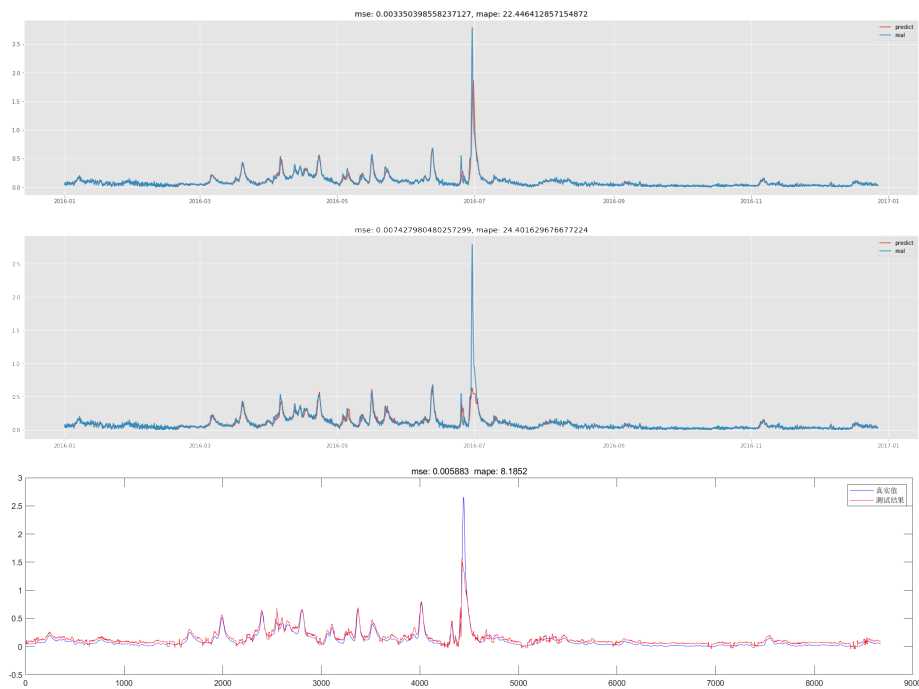 mse: 0.003350398558237127, mape: 22.446412857154872
predict
real
2.5
2.0
1.5
1.0
0.5
0.0
2016-01 2016-03 2016-05 2016-07 2016-09 2016-11 2017-01
mse: 0.007427980480257299, mape: 24.401629676677224
predict
real
2.5
2.0
1.5
1.0
0.5
0.0
2016-01 2016-03 2016-05 2016-07 2016-09 2016-11 2017-01
mse: 0.005883 mape: 8.1852
真实值
测试结果
3
2.5
2
1.5
1
0.5
0
-0.5
0 1000 2000 3000 4000 5000 6000 7000 8000 9000